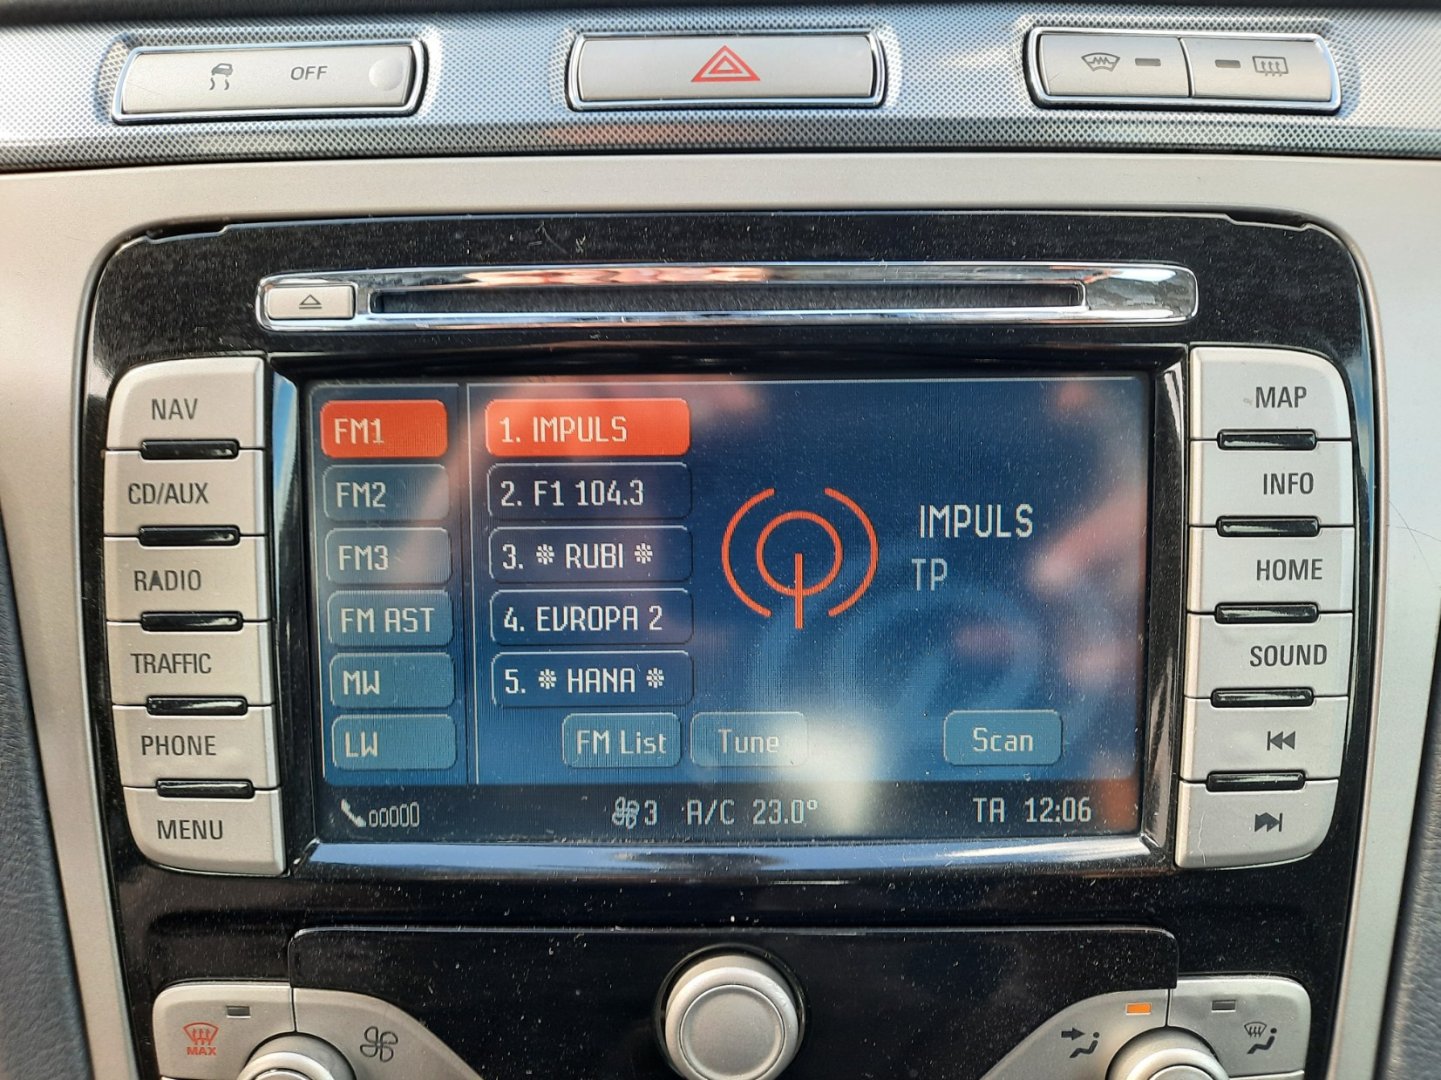 OFF
NAV
CD/AUX
RADIO
TRAFFIC
PHONE
MENU
FM1
FM2
FM3
FM AST
MW
LW
1. IMPULS
2. F1 104.3
3. * RUBI *
4. EVROPA 2
5. * HANA *
IMPULS
TP
FM List
Tune
Scan
3 A/C 23.0°
TA 12:06
MAP
INFO
HOME
SOUND
MAX